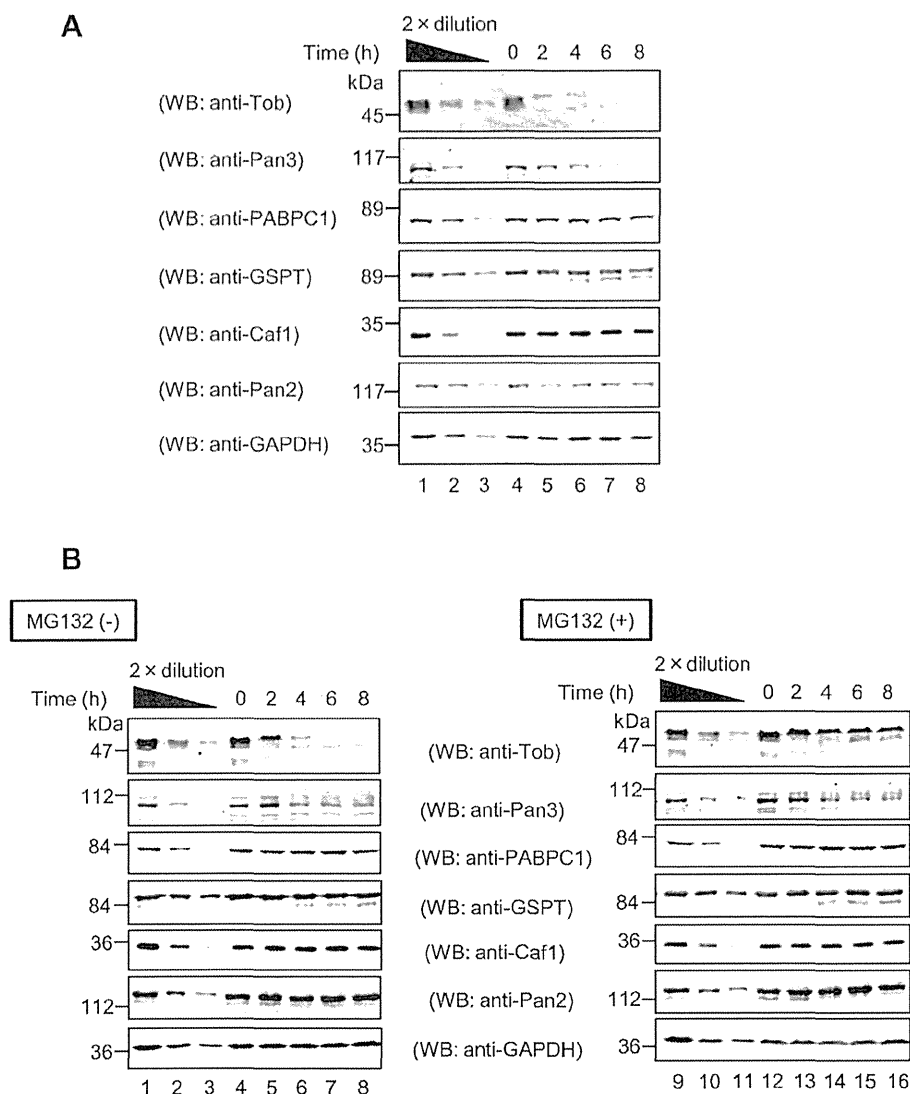 A
2 × dilution
Time (h) 0 2 4 6 8
kDa
(WB: anti-Tob) 45
(WB: anti-Pan3) 117
(WB: anti-PABPC1) 89
(WB: anti-GSPT) 89
(WB: anti-Caf1) 35
(WB: anti-Pan2) 117
(WB: anti-GAPDH) 35
1 2 3 4 5 6 7 8
B
MG132 (-)
2 × dilution
Time (h) 0 2 4 6 8
kDa
47
112
84
84
36
112
36
1 2 3 4 5 6 7 8
(WB: anti-Tob)
(WB: anti-Pan3)
(WB: anti-PABPC1)
(WB: anti-GSPT)
(WB: anti-Caf1)
(WB: anti-Pan2)
(WB: anti-GAPDH)
MG132 (+)
2 × dilution
Time (h) 0 2 4 6 8
kDa
47
112
84
84
36
112
36
9 10 11 12 13 14 15 16